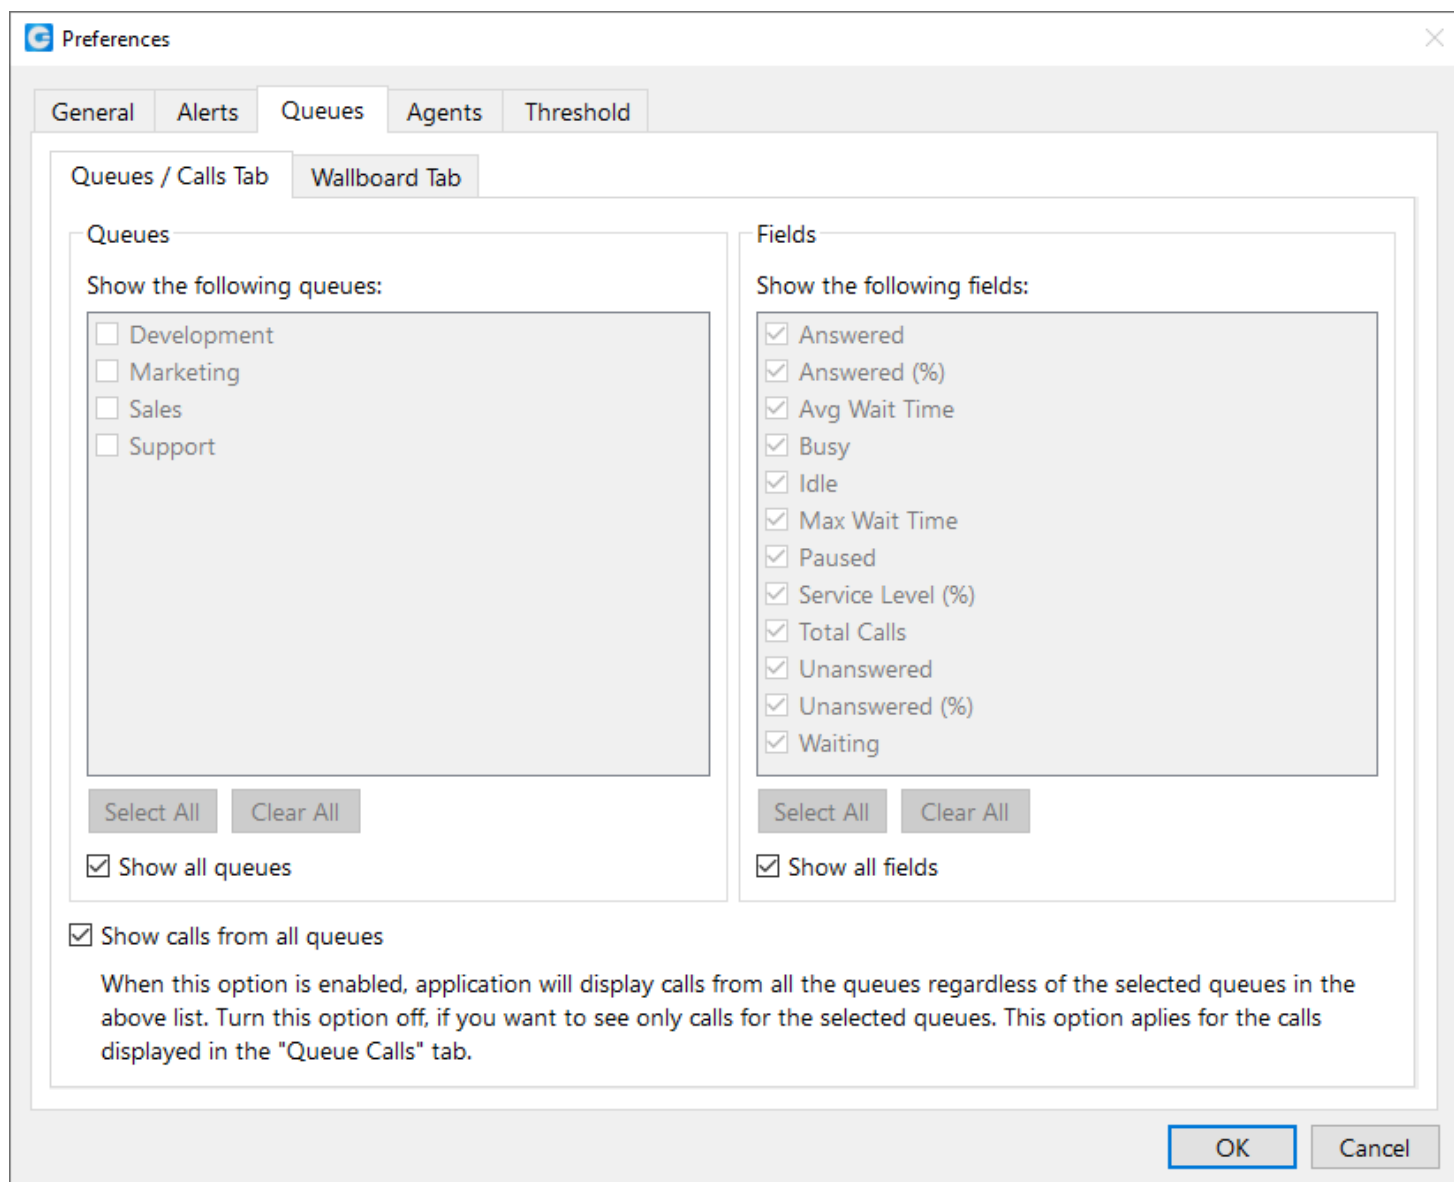 Preferences
General Alerts Queues Agents Threshold
Queues / Calls Tab Wallboard Tab
Queues
Show the following queues:
Development
Marketing
Sales
Support
Select All Clear All
Show all queues
Fields
Show the following fields:
Answered
Answered (%)
Avg Wait Time
Busy
Idle
Max Wait Time
Paused
Service Level (%)
Total Calls
Unanswered
Unanswered (%)
Waiting
Select All Clear All
Show all fields
Show calls from all queues
When this option is enabled, application will display calls from all the queues regardless of the selected queues in the
above list. Turn this option off, if you want to see only calls for the selected queues. This option aplies for the calls
displayed in the "Queue Calls" tab.
OK Cancel